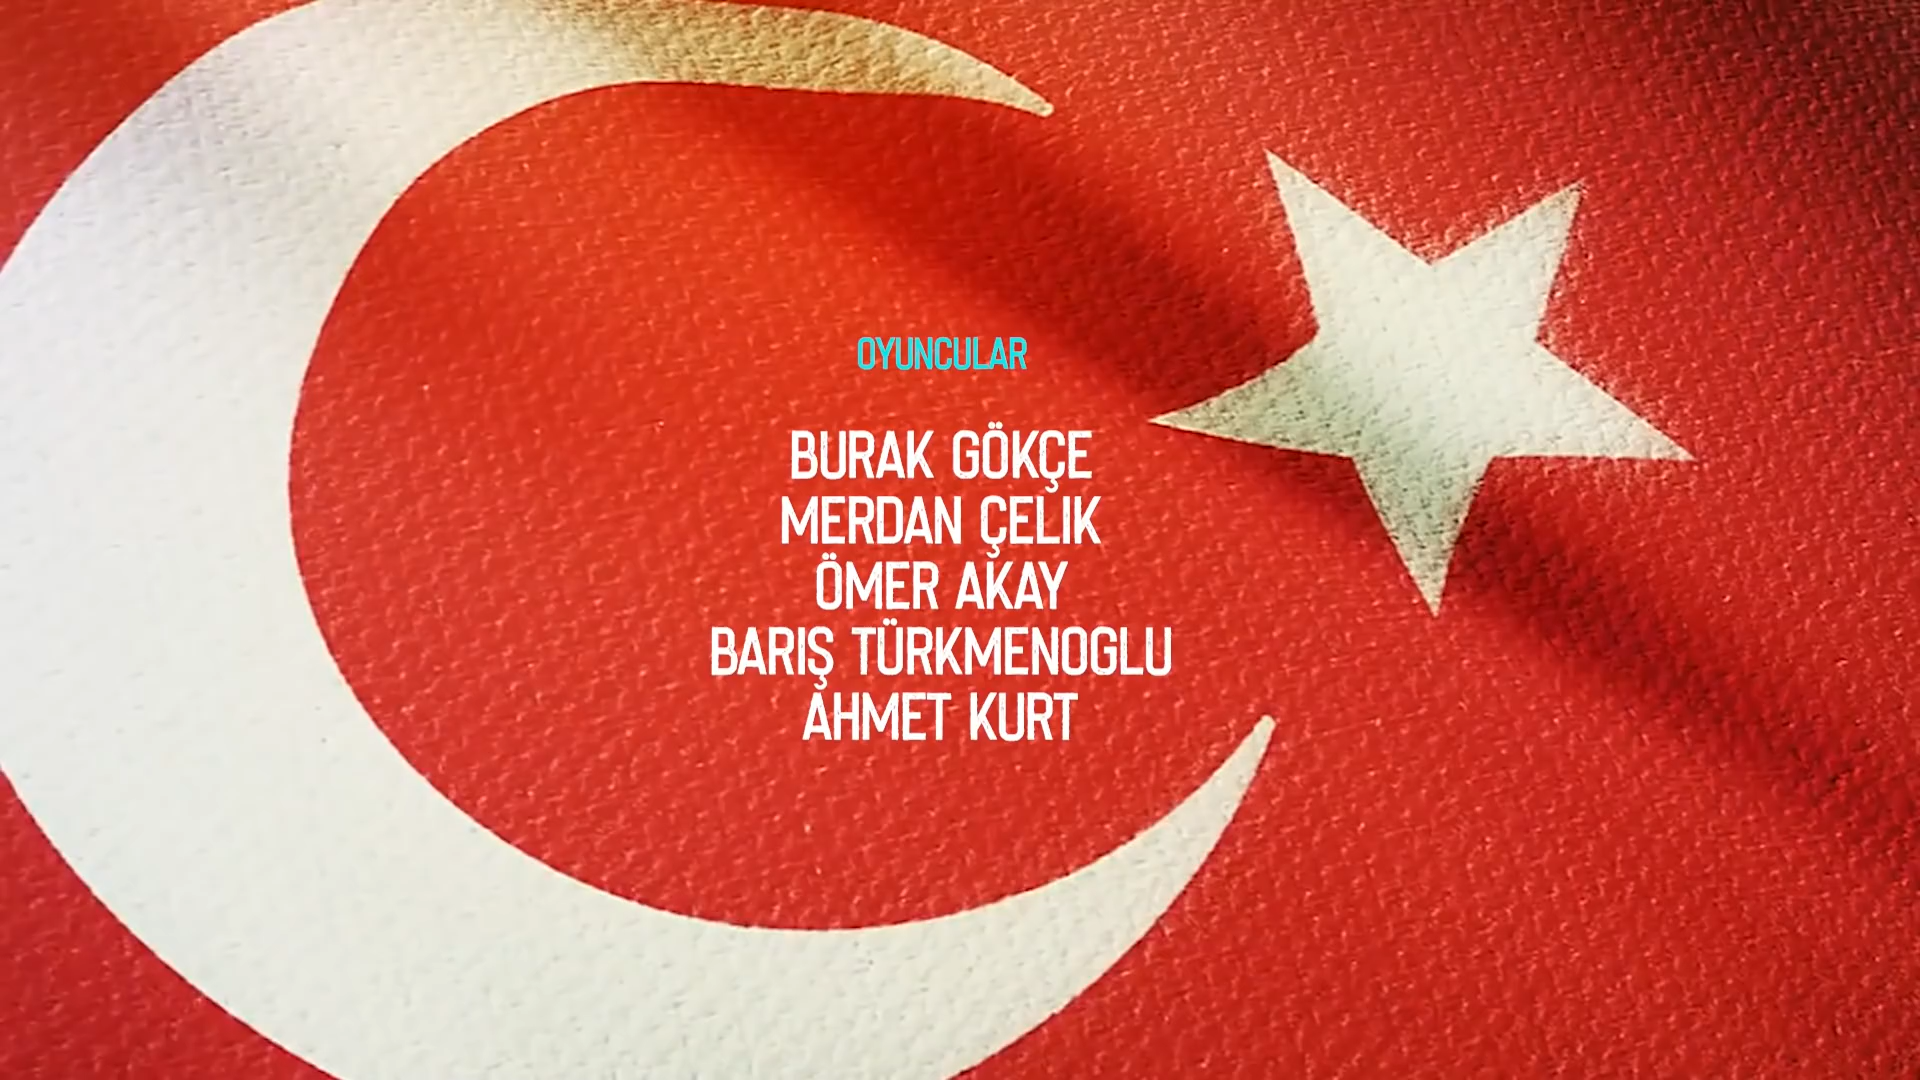 OYUNCULAR
BURAK GÖKÇE
MERDAN ÇELIK
ÖMER AKAY
BARIŞ TÜRKMENOGLU
AHMET KURT